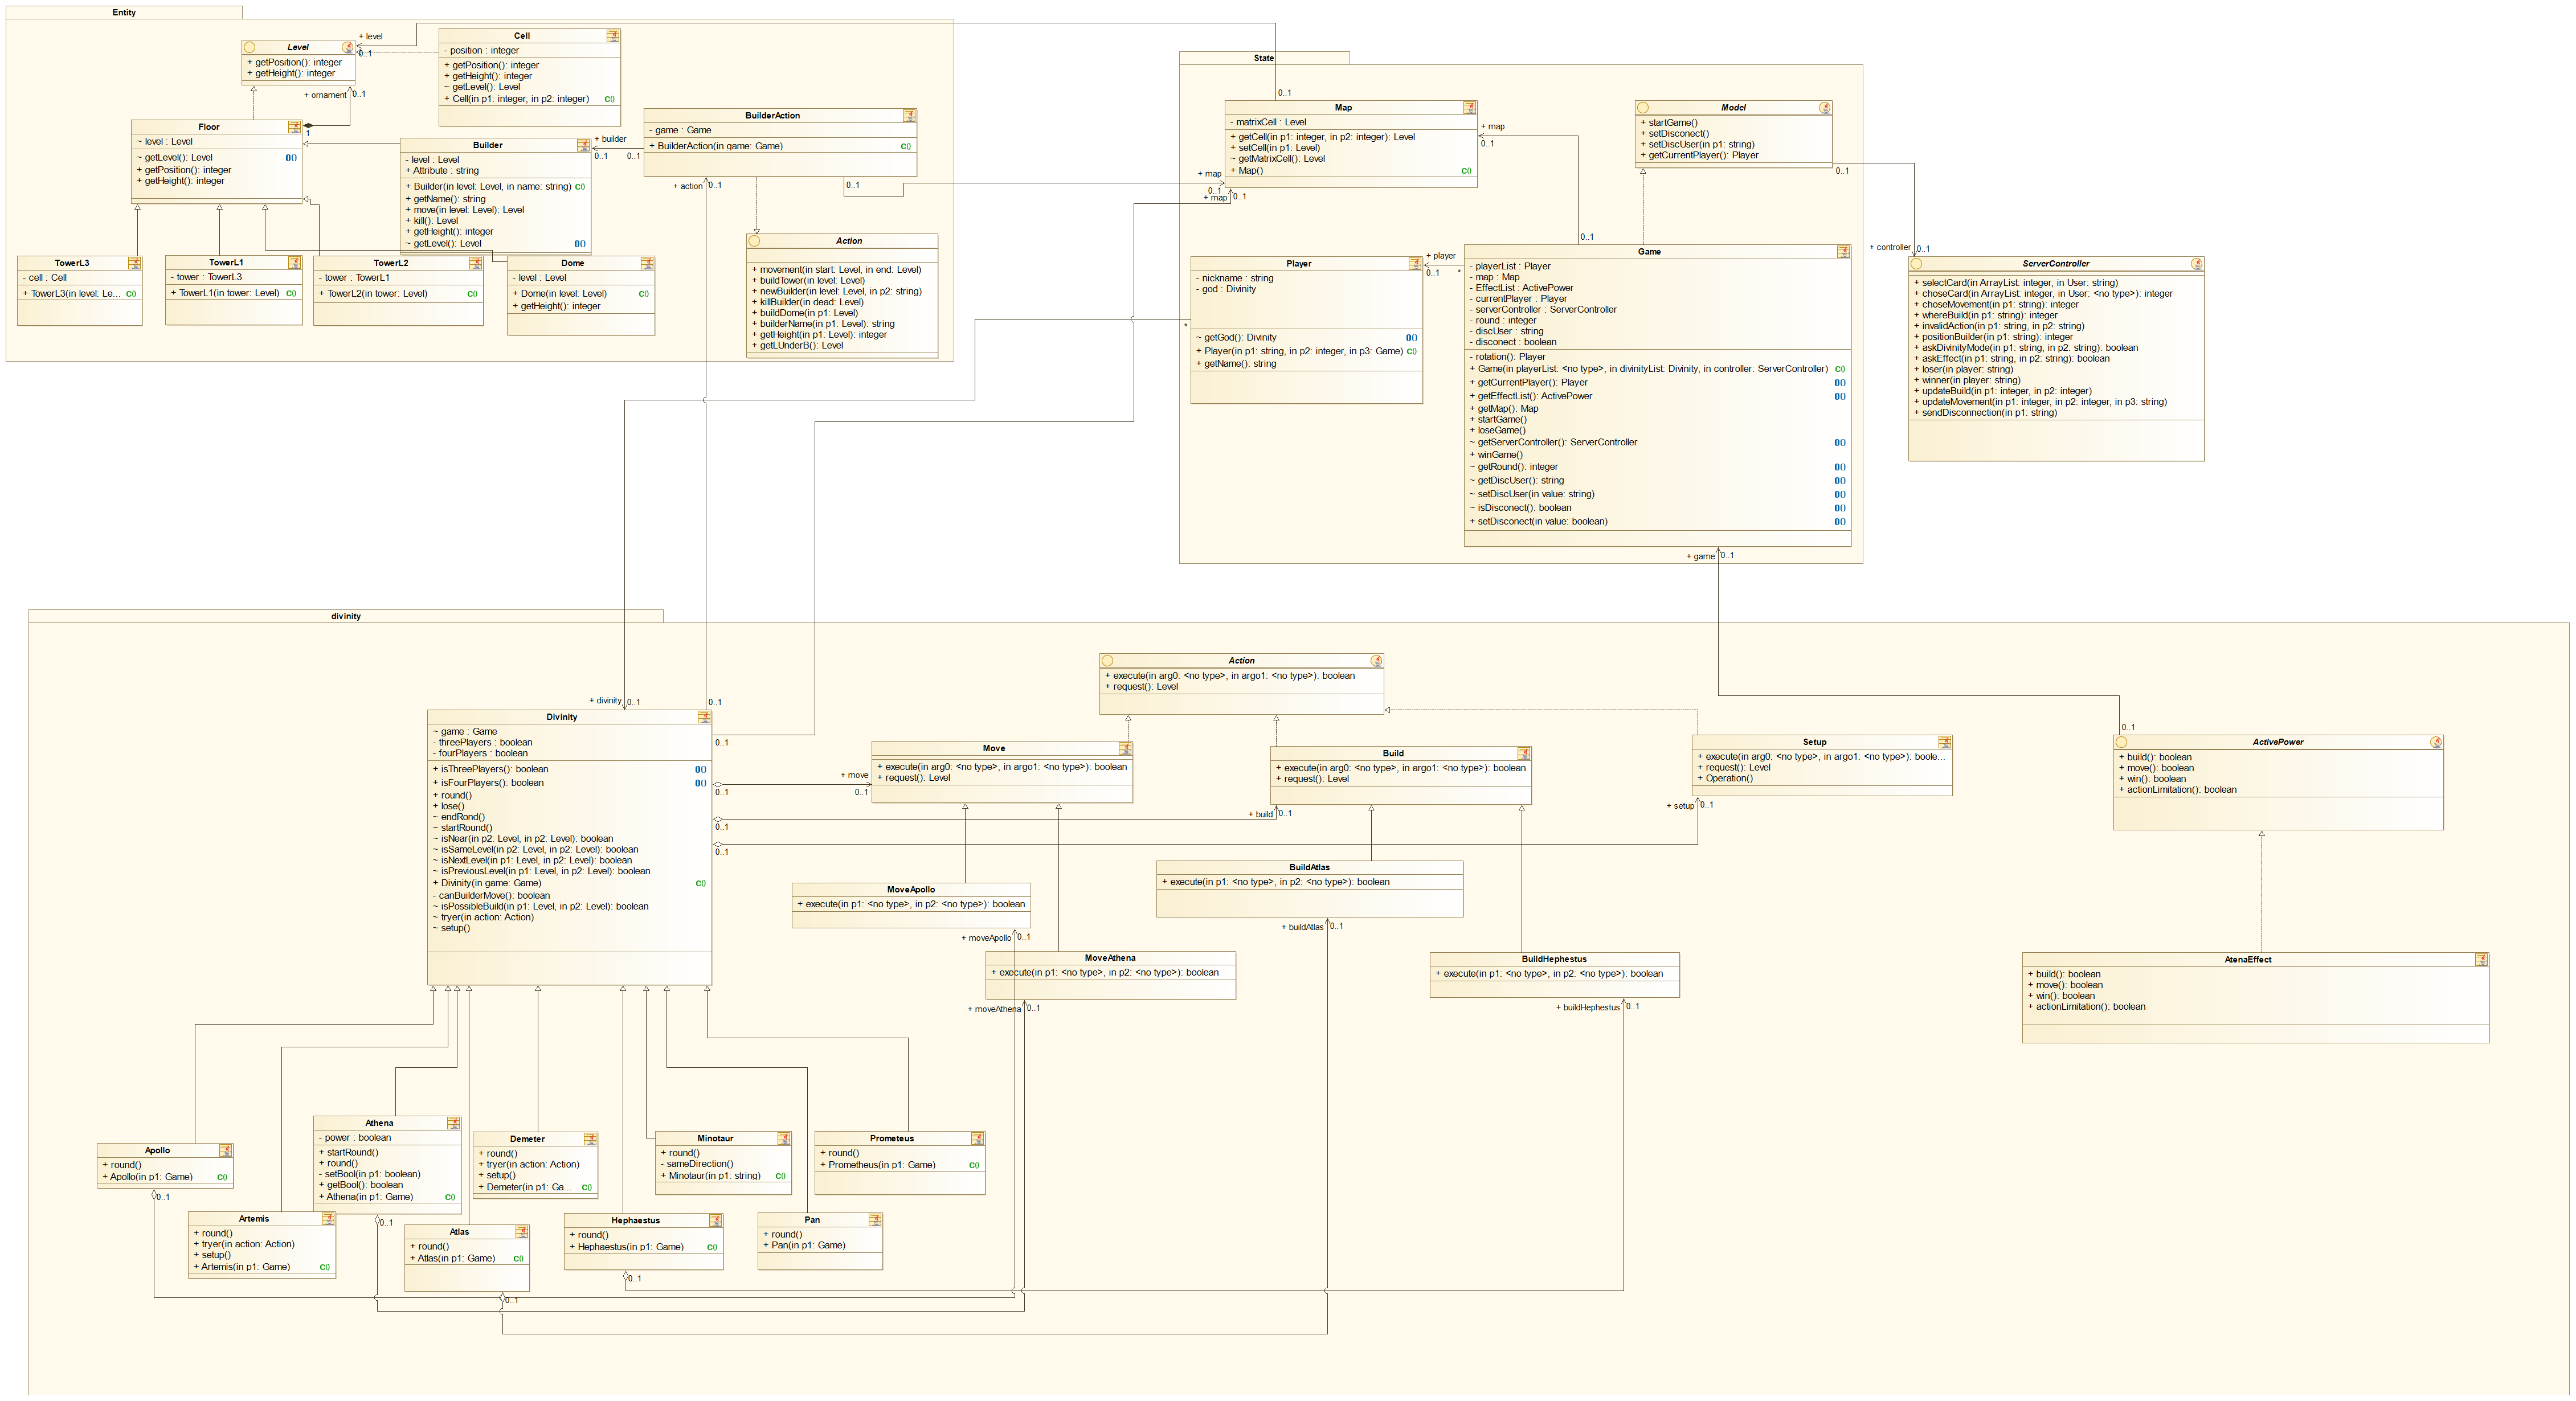 Entity
Level
+ getPosition(): integer
+ getHeight(): integer
+ level
0..1
Cell
- position : integer
+ getPosition(): integer
+ getHeight(): integer
~ getLevel(): Level
+ Cell(in p1: integer, in p2: integer) C()
+ ornament
0..1
Floor
~ level : Level
~ getLevel(): Level
+ getPosition(): integer
+ getHeight(): integer
1
Builder
- level : Level
+ Attribute : string
+ Builder(in level: Level, in name: string) C()
+ getName(): string
+ move(in level: Level): Level
+ kill(): Level
+ getHeight(): integer
~ getLevel(): Level
+ builder
0..1
0..1
BuilderAction
- game : Game
+ BuilderAction(in game: Game) C()
+ action
0..1
0..1
Action
+ movement(in start: Level, in end: Level)
+ buildTower(in level: Level)
+ newBuilder(in level: Level, in p2: string)
+ killBuilder(in dead: Level)
+ buildDome(in p1: Level)
+ builderName(in p1: Level): string
+ getHeight(in p1: Level): integer
+ getLUnderB(): Level
TowerL3
- cell : Cell
+ TowerL3(in level: Le... C()
TowerL1
- tower : TowerL3
+ TowerL1(in tower: Level) C()
TowerL2
- tower : TowerL1
+ TowerL2(in tower: Level) C()
Dome
- level : Level
+ Dome(in level: Level) C()
+ getHeight(): integer
State
0..1
Map
- matrixCell : Level
+ getCell(in p1: integer, in p2: integer): Level
+ setCell(in p1: Level)
~ getMatrixCell(): Level
+ Map() C()
+ map
0..1
+ map
0..1
+ map
0..1
Model
+ startGame()
+ setDisconect()
+ setDiscUser(in p1: string)
+ getCurrentPlayer(): Player
0..1
+ controller
0..1
ServerController
+ selectCard(in ArrayList: integer, in User: string)
+ choseCard(in ArrayList: integer, in User: <no type>): integer
+ choseMovement(in p1: string): integer
+ whereBuild(in p1: string): integer
+ invalidAction(in p1: string, in p2: string)
+ positionBuilder(in p1: string): integer
+ askDivinityMode(in p1: string, in p2: string): boolean
+ askEffect(in p1: string, in p2: string): boolean
+ loser(in player: string)
+ winner(in player: string)
+ updateBuild(in p1: integer, in p2: integer)
+ updateMovement(in p1: integer, in p2: integer, in p3: string)
+ sendDisconnection(in p1: string)
Player
- nickname : string
- god : Divinity
~ getGod(): Divinity
+ Player(in p1: string, in p2: integer, in p3: Game) C()
+ getName(): string
*
+ player
0..1
*
0..1
Game
- playerList : Player
- map : Map
- EffectList : ActivePower
- currentPlayer : Player
- serverController : ServerController
- round : integer
- discUser : string
- disconect : boolean
- rotation(): Player
+ Game(in playerList: <no type>, in divinityList: Divinity, in controller: ServerController) C()
+ getCurrentPlayer(): Player
+ getEffectList(): ActivePower
+ getMap(): Map
+ startGame()
+ loseGame()
~ getServerController(): ServerController
+ winGame()
~ getRound(): integer
~ getDiscUser(): string
~ setDiscUser(in value: string)
~ isDisconect(): boolean
+ setDisconect(in value: boolean)
+ game
0..1
divinity
+ divinity
0..1
0..1
Divinity
~ game : Game
- threePlayers : boolean
- fourPlayers : boolean
+ isThreePlayers(): boolean
+ isFourPlayers(): boolean
+ round()
+ lose()
~ endRond()
~ startRound()
~ isNear(in p2: Level, in p2: Level): boolean
~ isSameLevel(in p2: Level, in p2: Level): boolean
~ isNextLevel(in p1: Level, in p2: Level): boolean
~ isPreviousLevel(in p1: Level, in p2: Level): boolean
+ Divinity(in game: Game) C()
- canBuilderMove(): boolean
~ isPossibleBuild(in p1: Level, in p2: Level): boolean
~ tryer(in action: Action)
~ setup()
0..1
0..1
0..1
0..1
Action
+ execute(in arg0: <no type>, in argo1: <no type>): boolean
+ request(): Level
+ move
0..1
Move
+ execute(in arg0: <no type>, in argo1: <no type>): boolean
+ request(): Level
+ build
0..1
Build
+ execute(in arg0: <no type>, in argo1: <no type>): boolean
+ request(): Level
+ setup
0..1
Setup
+ execute(in arg0: <no type>, in argo1: <no type>): boole...
+ request(): Level
+ Operation()
0..1
ActivePower
+ build(): boolean
+ move(): boolean
+ win(): boolean
+ actionLimitation(): boolean
MoveApollo
+ execute(in p1: <no type>, in p2: <no type>): boolean
+ moveApollo
0..1
BuildAtlas
+ execute(in p1: <no type>, in p2: <no type>): boolean
+ buildAtlas
0..1
MoveAthena
+ execute(in p1: <no type>, in p2: <no type>): boolean
+ moveAthena
0..1
BuildHephestus
+ execute(in p1: <no type>, in p2: <no type>): boolean
+ buildHephestus
0..1
AtenaEffect
+ build(): boolean
+ move(): boolean
+ win(): boolean
+ actionLimitation(): boolean
Apollo
+ round()
+ Apollo(in p1: Game) C()
0..1
Athena
- power : boolean
+ startRound()
+ round()
- setBool(in p1: boolean)
+ getBool(): boolean
+ Athena(in p1: Game) C()
0..1
Demeter
+ round()
+ tryer(in action: Action)
+ setup()
+ Demeter(in p1: Ga... C()
Minotaur
+ round()
- sameDirection()
+ Minotaur(in p1: string) C()
Prometeus
+ round()
+ Prometheus(in p1: Game) C()
Artemis
+ round()
+ tryer(in action: Action)
+ setup()
+ Artemis(in p1: Game) C()
Atlas
+ round()
+ Atlas(in p1: Game) C()
0..1
Hephaestus
+ round()
+ Hephaestus(in p1: Game) C()
0..1
Pan
+ round()
+ Pan(in p1: Game)